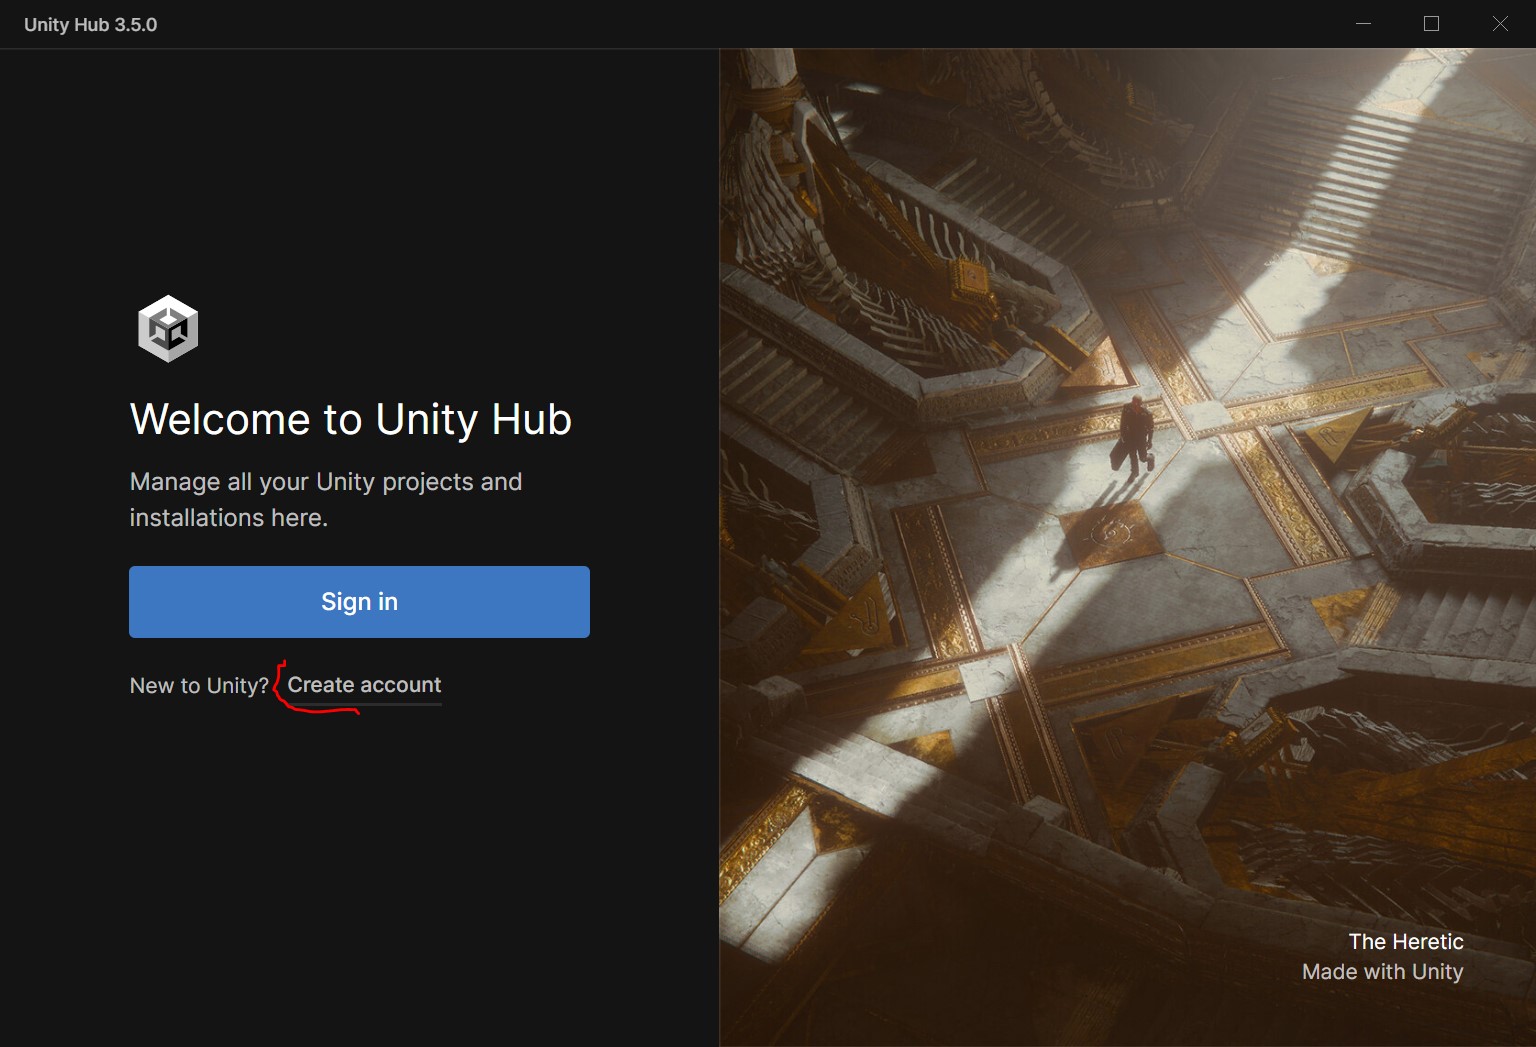 Unity Hub 3.5.0
Welcome to Unity Hub
Manage all your Unity projects and
installations here.
Sign in
New to Unity? Create account
The Heretic
Made with Unity